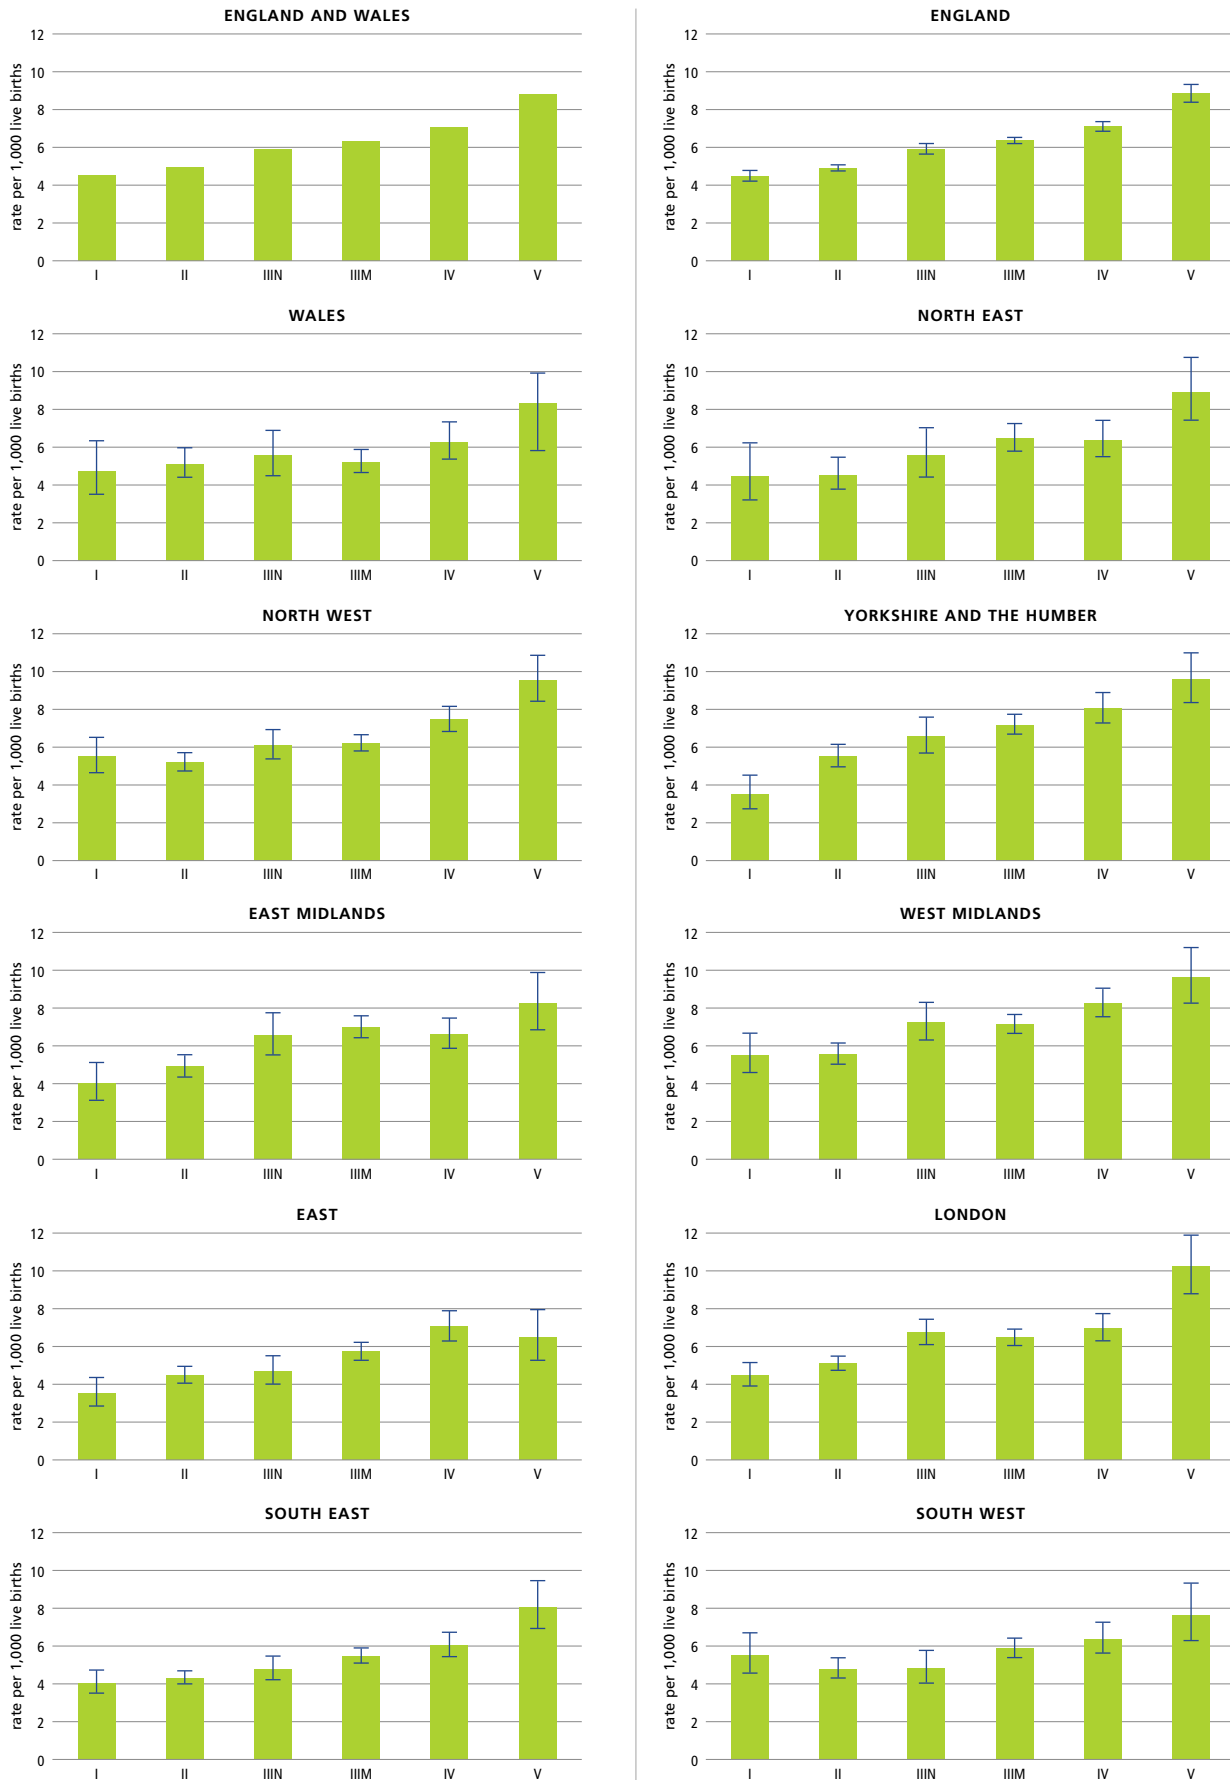 ENGLAND AND WALES
rate per 1,000 live births
12
10
8
6
4
2
0
I II IIIN IIIM IV V
ENGLAND
rate per 1,000 live births
12
10
8
6
4
2
0
I II IIIN IIIM IV V
WALES
rate per 1,000 live births
12
10
8
6
4
2
0
I II IIIN IIIM IV V
NORTH EAST
rate per 1,000 live births
12
10
8
6
4
2
0
I II IIIN IIIM IV V
NORTH WEST
rate per 1,000 live births
12
10
8
6
4
2
0
I II IIIN IIIM IV V
YORKSHIRE AND THE HUMBER
rate per 1,000 live births
12
10
8
6
4
2
0
I II IIIN IIIM IV V
EAST MIDLANDS
rate per 1,000 live births
12
10
8
6
4
2
0
I II IIIN IIIM IV V
WEST MIDLANDS
rate per 1,000 live births
12
10
8
6
4
2
0
I II IIIN IIIM IV V
EAST
rate per 1,000 live births
12
10
8
6
4
2
0
I II IIIN IIIM IV V
LONDON
rate per 1,000 live births
12
10
8
6
4
2
0
I II IIIN IIIM IV V
SOUTH EAST
rate per 1,000 live births
12
10
8
6
4
2
0
I II IIIN IIIM IV V
SOUTH WEST
rate per 1,000 live births
12
10
8
6
4
2
0
I II IIIN IIIM IV V